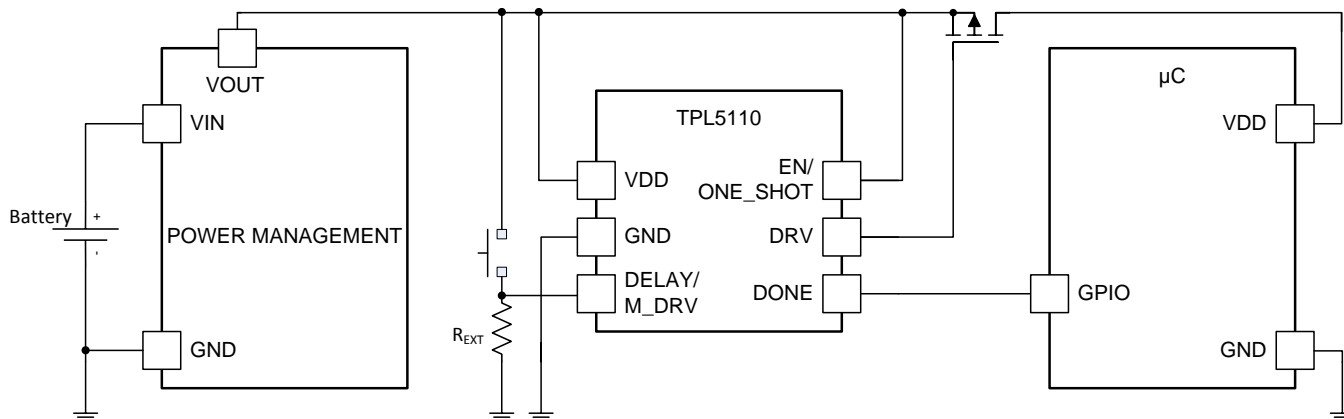 VOUT
VIN
Battery
+
-
POWER MANAGEMENT
GND
R_EXT
TPL5110
VDD
GND
DELAY/
M_DRV
EN/
ONE_SHOT
DRV
DONE
µC
VDD
GPIO
GND